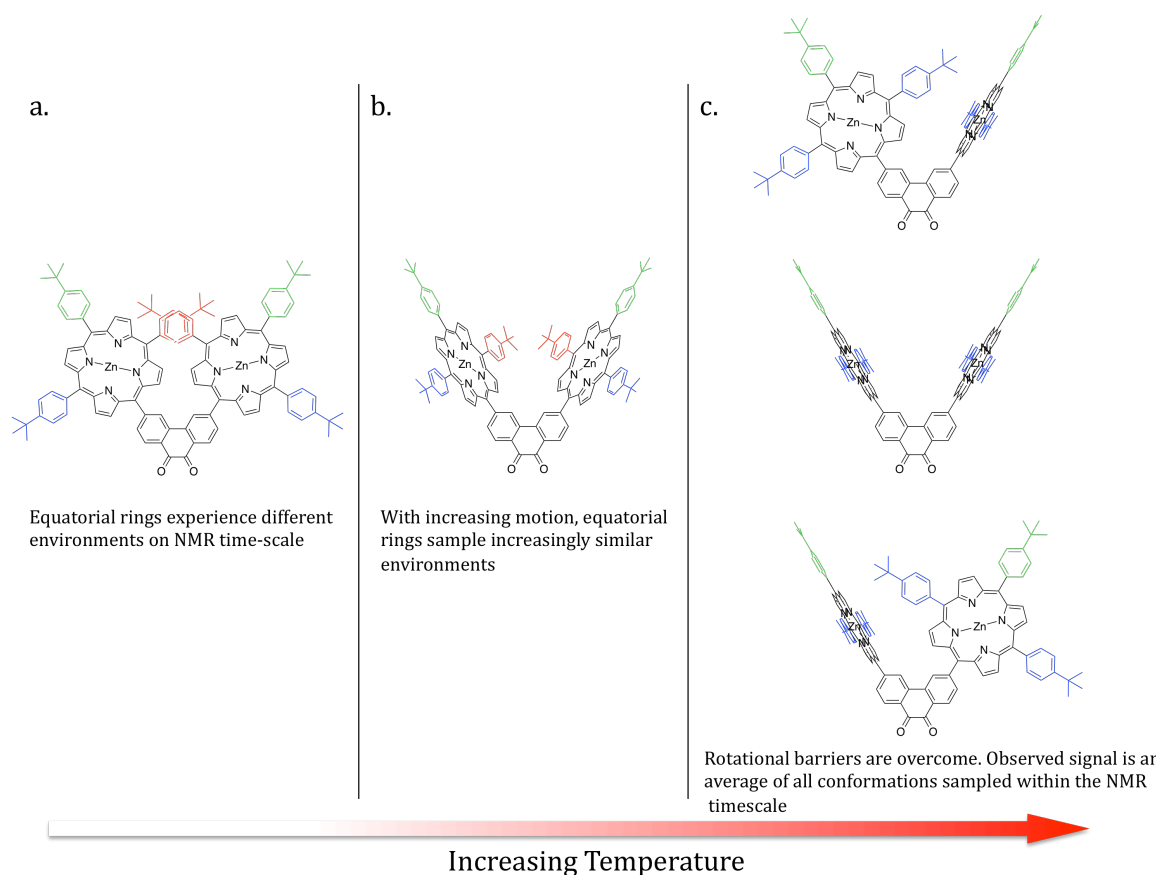 a.
b.
c.
N
N
Zn
N
N
N
N
Zn
N
N
O
O
N
N
Zn
N
N
N
N
Zn
N
N
O
O
N
N
Zn
N
N
Zn
O
O
Zn
Zn
O
O
Zn
N
N
Zn
N
N
O
O
Equatorial rings experience different
environments on NMR time-scale
With increasing motion, equatorial
rings sample increasingly similar
environments
Rotational barriers are overcome. Observed signal is an
average of all conformations sampled within the NMR
timescale
Increasing Temperature